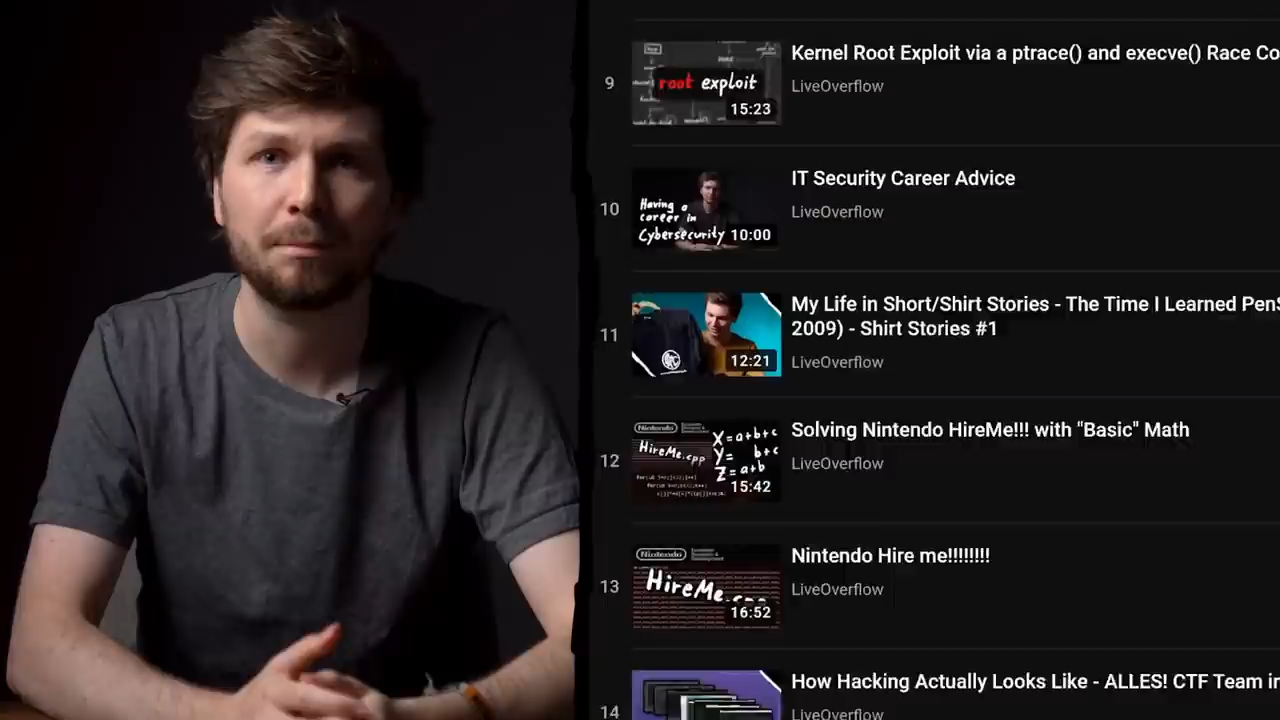 9
root exploit
15:23
Kernel Root Exploit via a ptrace() and execve() Race Co
LiveOverflow
10
Having a
career in
Cybersecurity
10:00
IT Security Career Advice
LiveOverflow
11
12:21
My Life in Short/Shirt Stories - The Time I Learned Pen
2009) - Shirt Stories #1
LiveOverflow
12
Nintendo
HireMe.cpp
X=a+b+c
Y= b+c
Z=a+b
15:42
Solving Nintendo HireMe!!! with "Basic" Math
LiveOverflow
13
Nintendo
HireMe.cpp
16:52
Nintendo Hire me!!!!!!!!
LiveOverflow
14
How Hacking Actually Looks Like - ALLES! CTF Team in
LiveOverflow